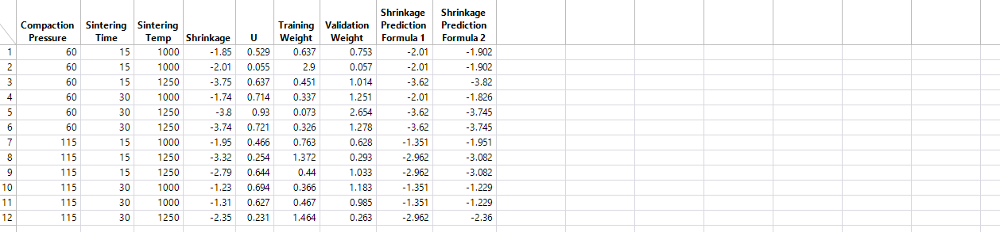 Shrinkage Shrinkage
Compaction Sintering Sintering Training Validation Prediction Prediction
Pressure Time Temp Shrinkage U Weight Weight Formula 1 Formula 2
1 60 15 1000 -1.85 0.529 0.637 0.753 -2.01 -1.902
2 60 15 1000 -2.01 0.055 2.9 0.057 -2.01 -1.902
3 60 15 1250 -3.75 0.637 0.451 1.014 -3.62 -3.82
4 60 30 1000 -1.74 0.714 0.337 1.251 -2.01 -1.826
5 60 30 1250 -3.8 0.93 0.073 2.654 -3.62 -3.745
6 60 30 1250 -3.74 0.721 0.326 1.278 -3.62 -3.745
7 115 15 1000 -1.95 0.466 0.763 0.628 -1.351 -1.951
8 115 15 1250 -3.32 0.254 1.372 0.293 -2.962 -3.082
9 115 15 1250 -2.79 0.644 0.44 1.033 -2.962 -3.082
10 115 30 1000 -1.23 0.694 0.366 1.183 -1.351 -1.229
11 115 30 1000 -1.31 0.627 0.467 0.985 -1.351 -1.229
12 115 30 1250 -2.35 0.231 1.464 0.263 -2.962 -2.36